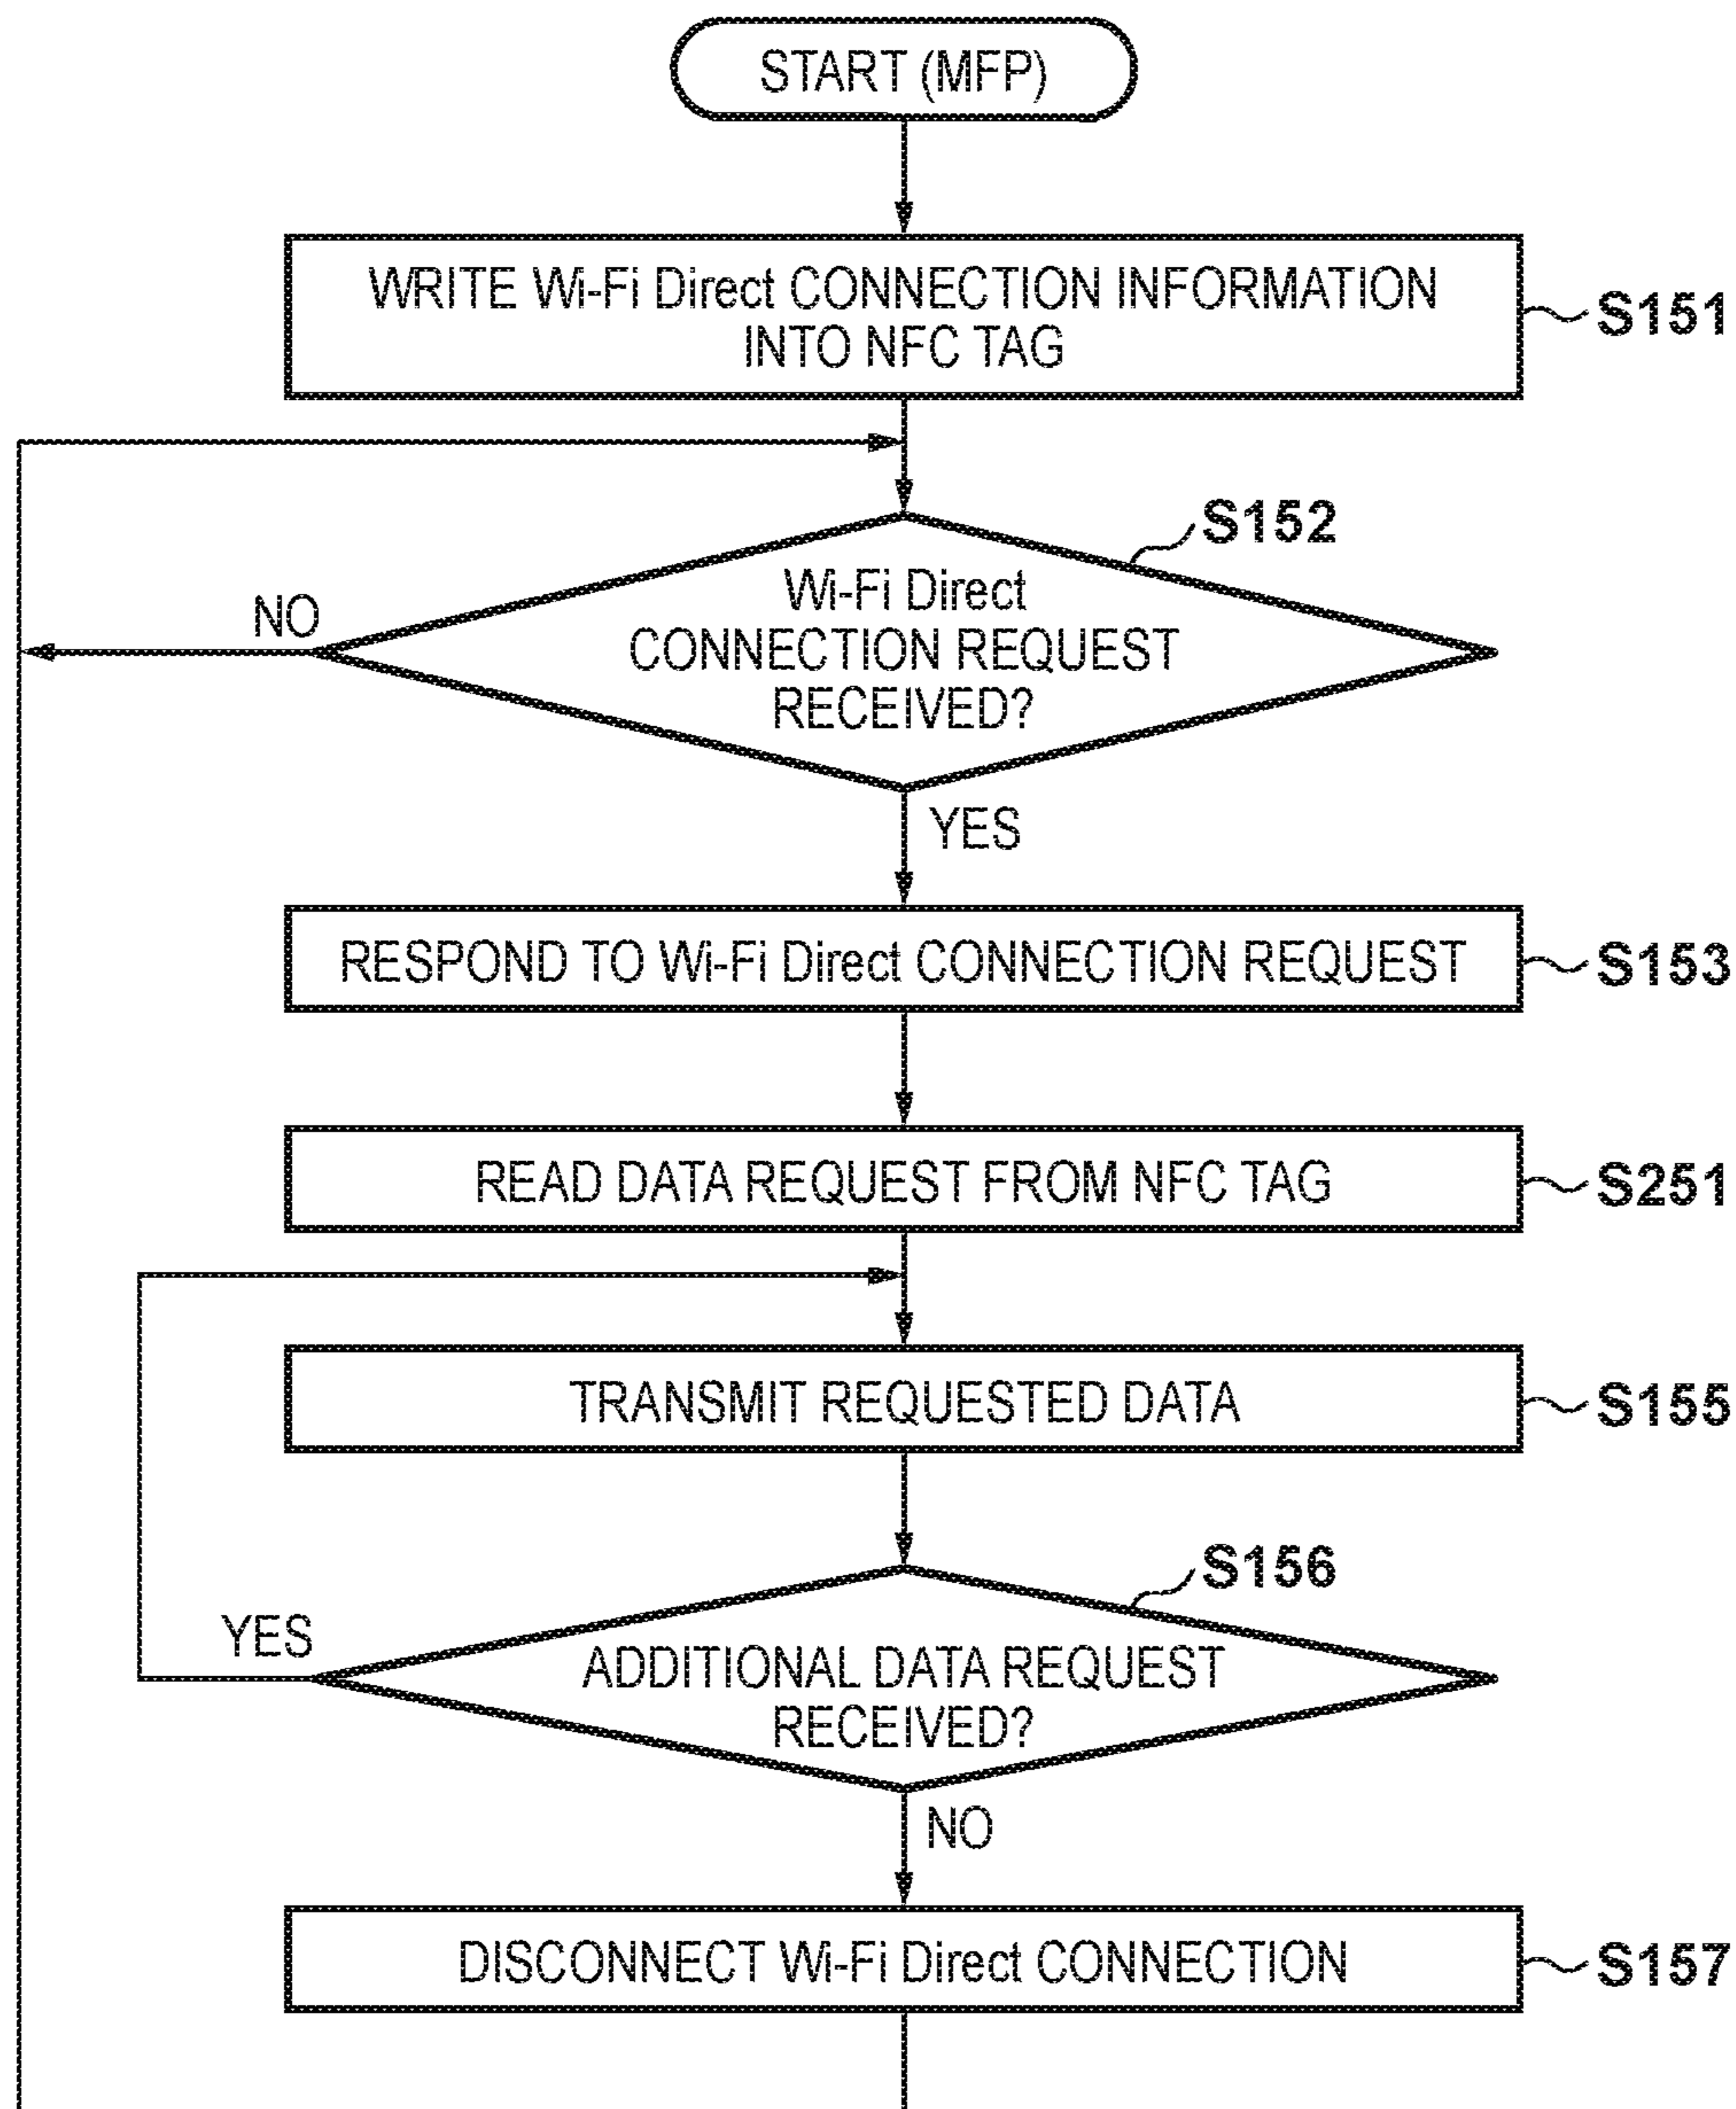 START (MFP)
WRITE Wi-Fi Direct CONNECTION INFORMATION
INTO NFC TAG
S151
S152
Wi-Fi Direct
CONNECTION REQUEST
RECEIVED?
NO
YES
RESPOND TO Wi-Fi Direct CONNECTION REQUEST
S153
READ DATA REQUEST FROM NFC TAG
S251
TRANSMIT REQUESTED DATA
S155
S156
YES
ADDITIONAL DATA REQUEST
RECEIVED?
NO
DISCONNECT Wi-Fi Direct CONNECTION
S157